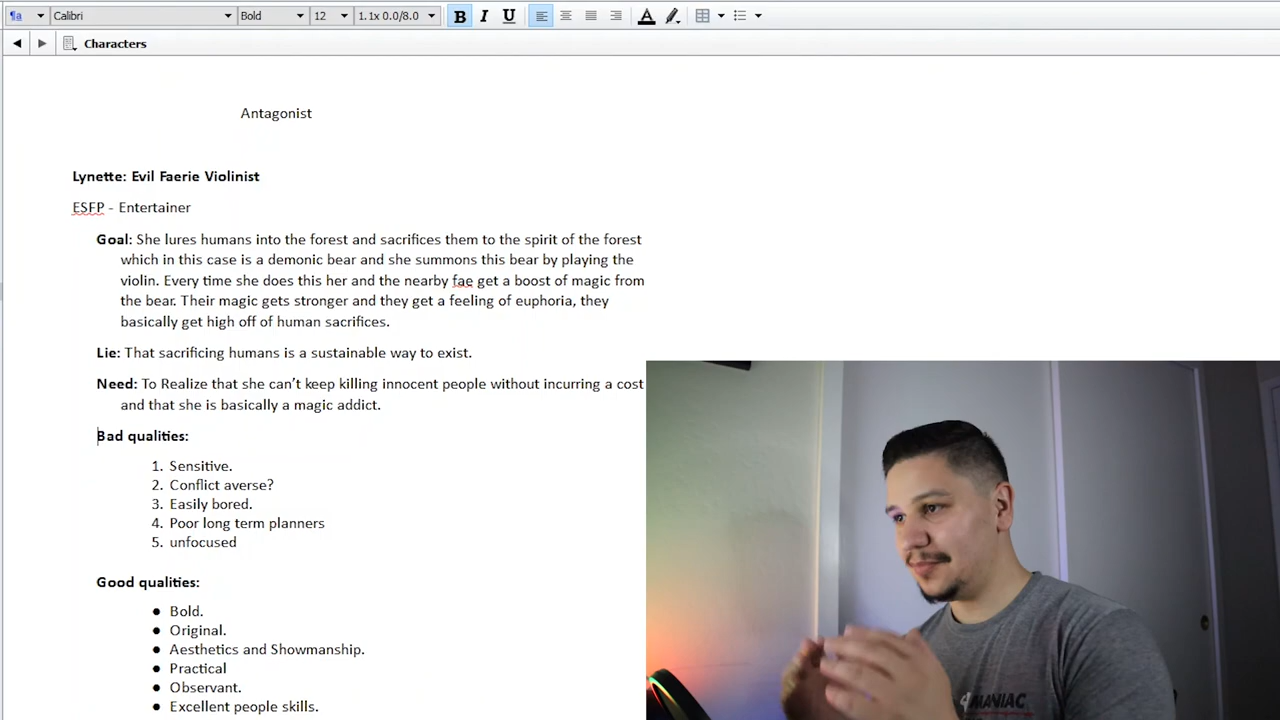 Calibri Bold 12 1.1x 0.0/8.0 B I U A
Characters
Antagonist
Lynette: Evil Faerie Violinist
ESFP - Entertainer
Goal: She lures humans into the forest and sacrifices them to the spirit of the forest
which in this case is a demonic bear and she summons this bear by playing the
violin. Every time she does this her and the nearby fae get a boost of magic from
the bear. Their magic gets stronger and they get a feeling of euphoria, they
basically get high off of human sacrifices.
Lie: That sacrificing humans is a sustainable way to exist.
Need: To Realize that she can't keep killing innocent people without incurring a cost
and that she is basically a magic addict.
Bad qualities:
1. Sensitive.
2. Conflict averse?
3. Easily bored.
4. Poor long term planners
5. unfocused
Good qualities:
● Bold.
● Original.
● Aesthetics and Showmanship.
● Practical
● Observant.
● Excellent people skills.
MANIAC